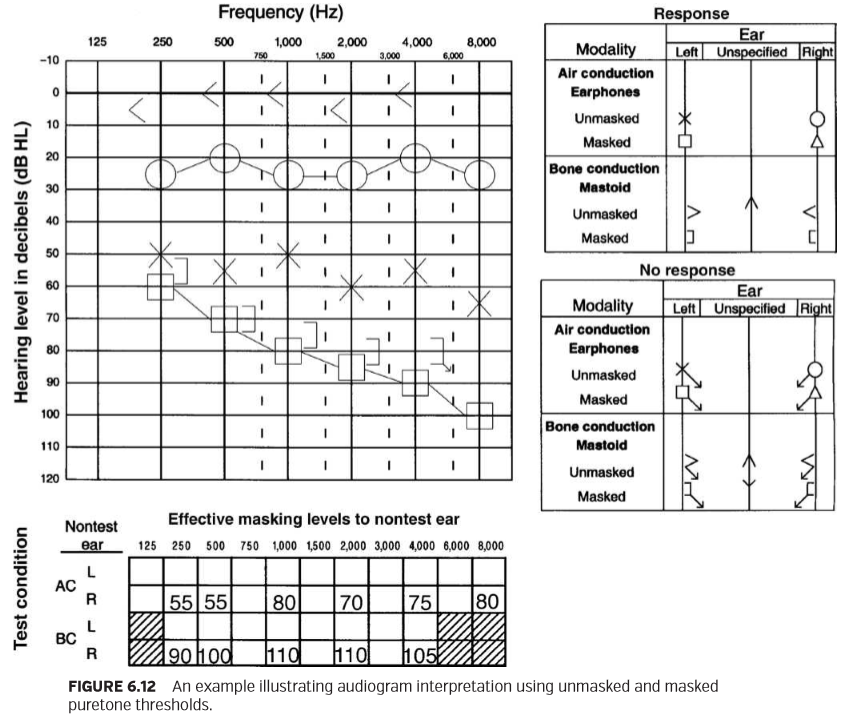 Frequency (Hz)
125 250 500 1,000 2,000 4,000 8,000
750 1,500 3,000 6,000
Hearing level in decibels (dB HL)
–10
0
10
20
30
40
50
60
70
80
90
100
110
120
Response
Ear
Modality Left Unspecified Right
Air conduction
Earphones
Unmasked
Masked
Bone conduction
Mastoid
Unmasked
Masked
No response
Ear
Modality Left Unspecified Right
Air conduction
Earphones
Unmasked
Masked
Bone conduction
Mastoid
Unmasked
Masked
Test condition
Effective masking levels to nontest ear
Nontest
ear 125 250 500 750 1,000 1,500 2,000 3,000 4,000 6,000 8,000
AC L
R 55 55 80 70 75 80
BC L
R 90 100 110 110 105
FIGURE 6.12 An example illustrating audiogram interpretation using unmasked and masked
puretone thresholds.